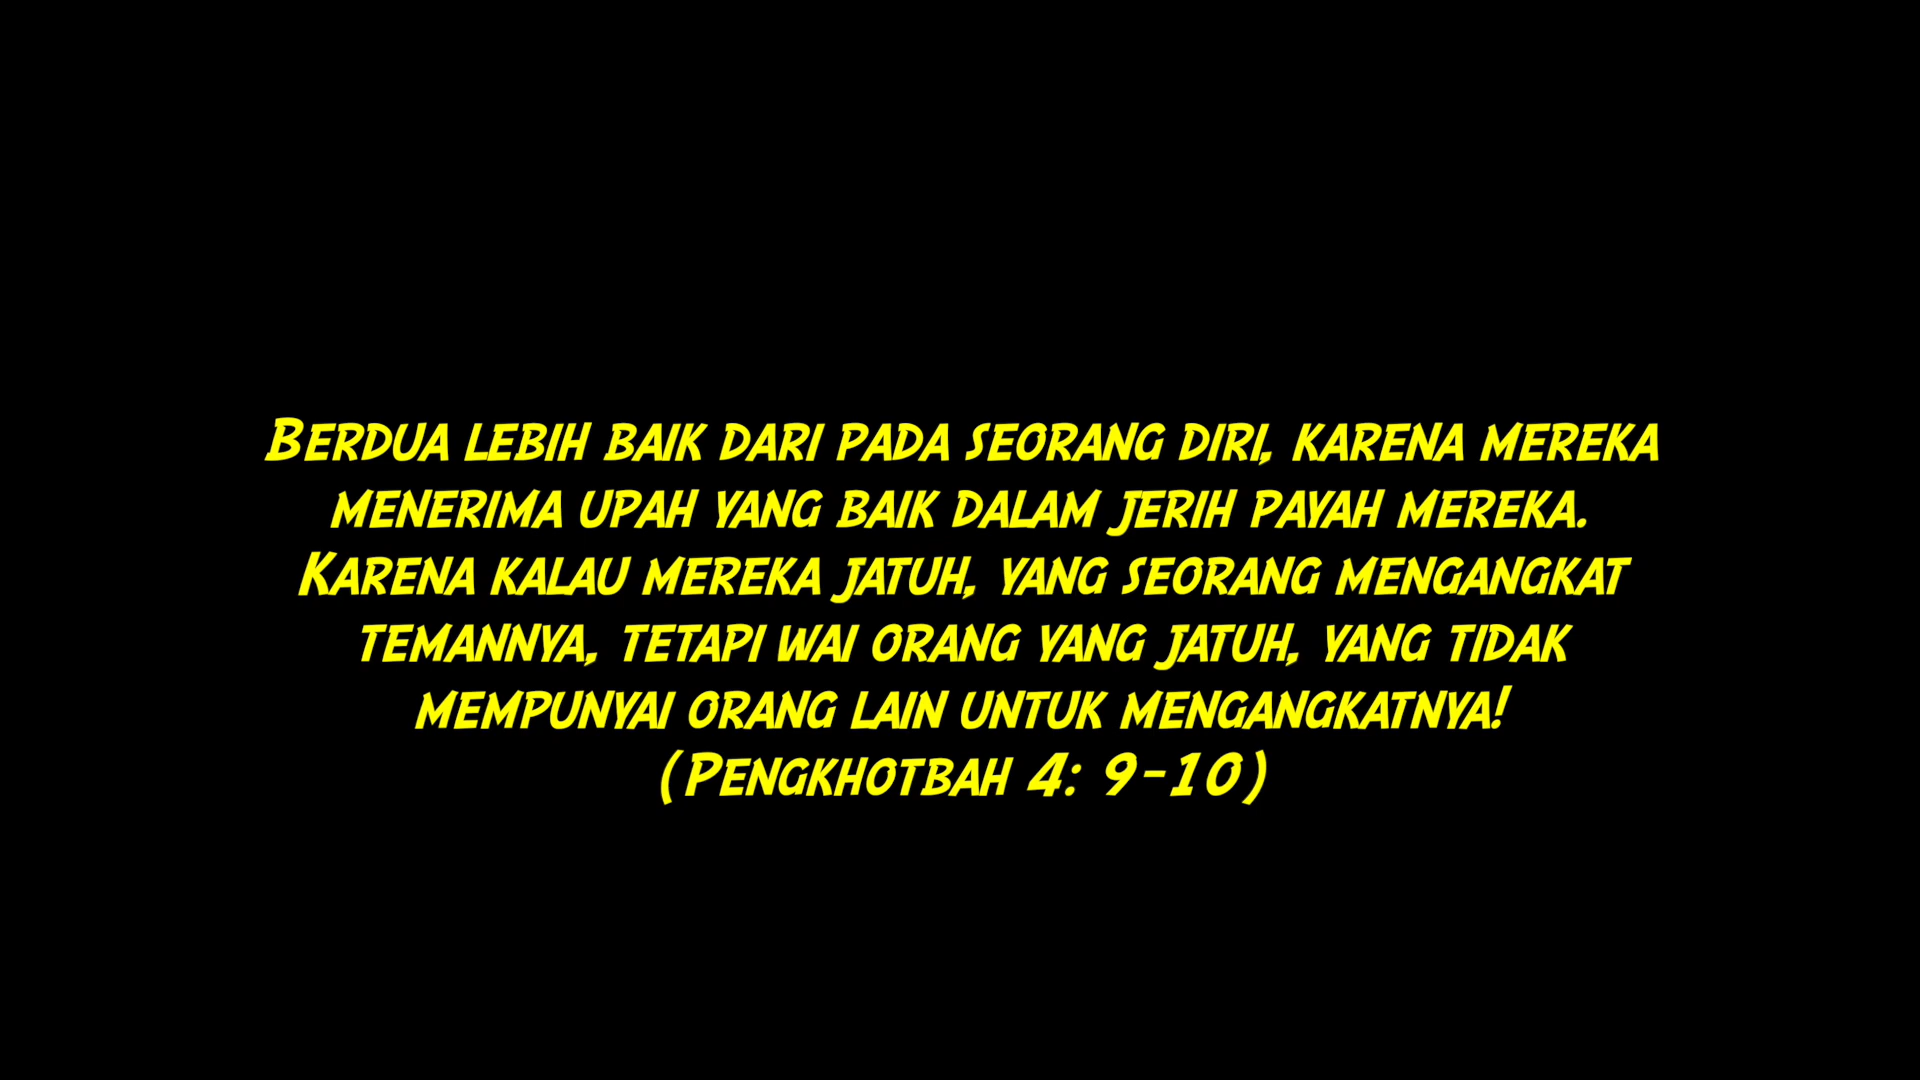 Berdua lebih baik dari pada seorang diri, karena mereka
menerima upah yang baik dalam jerih payah mereka.
Karena kalau mereka jatuh, yang seorang mengangkat
temannya, tetapi wai orang yang jatuh, yang tidak
mempunyai orang lain untuk mengangkatnya!
(Pengkhotbah 4: 9-10)